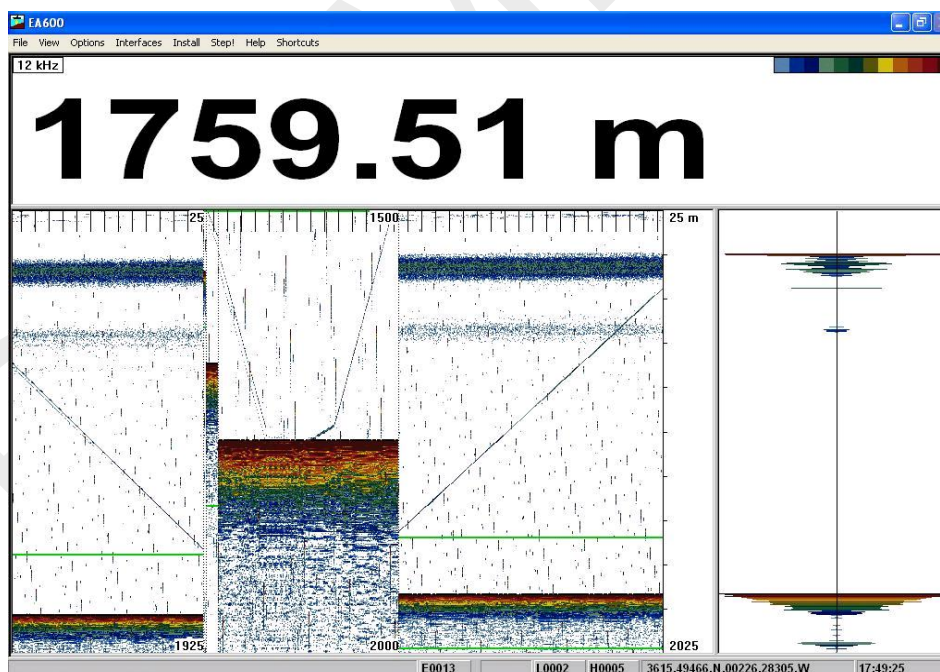 EA600
File View Options Interfaces Install Step! Help Shortcuts
12 kHz
1759.51 m
25 1500 25 m
1925 2000 2025
E0013 L0002 H0005 3615.49466.N.00226.28305.W 17:49:25